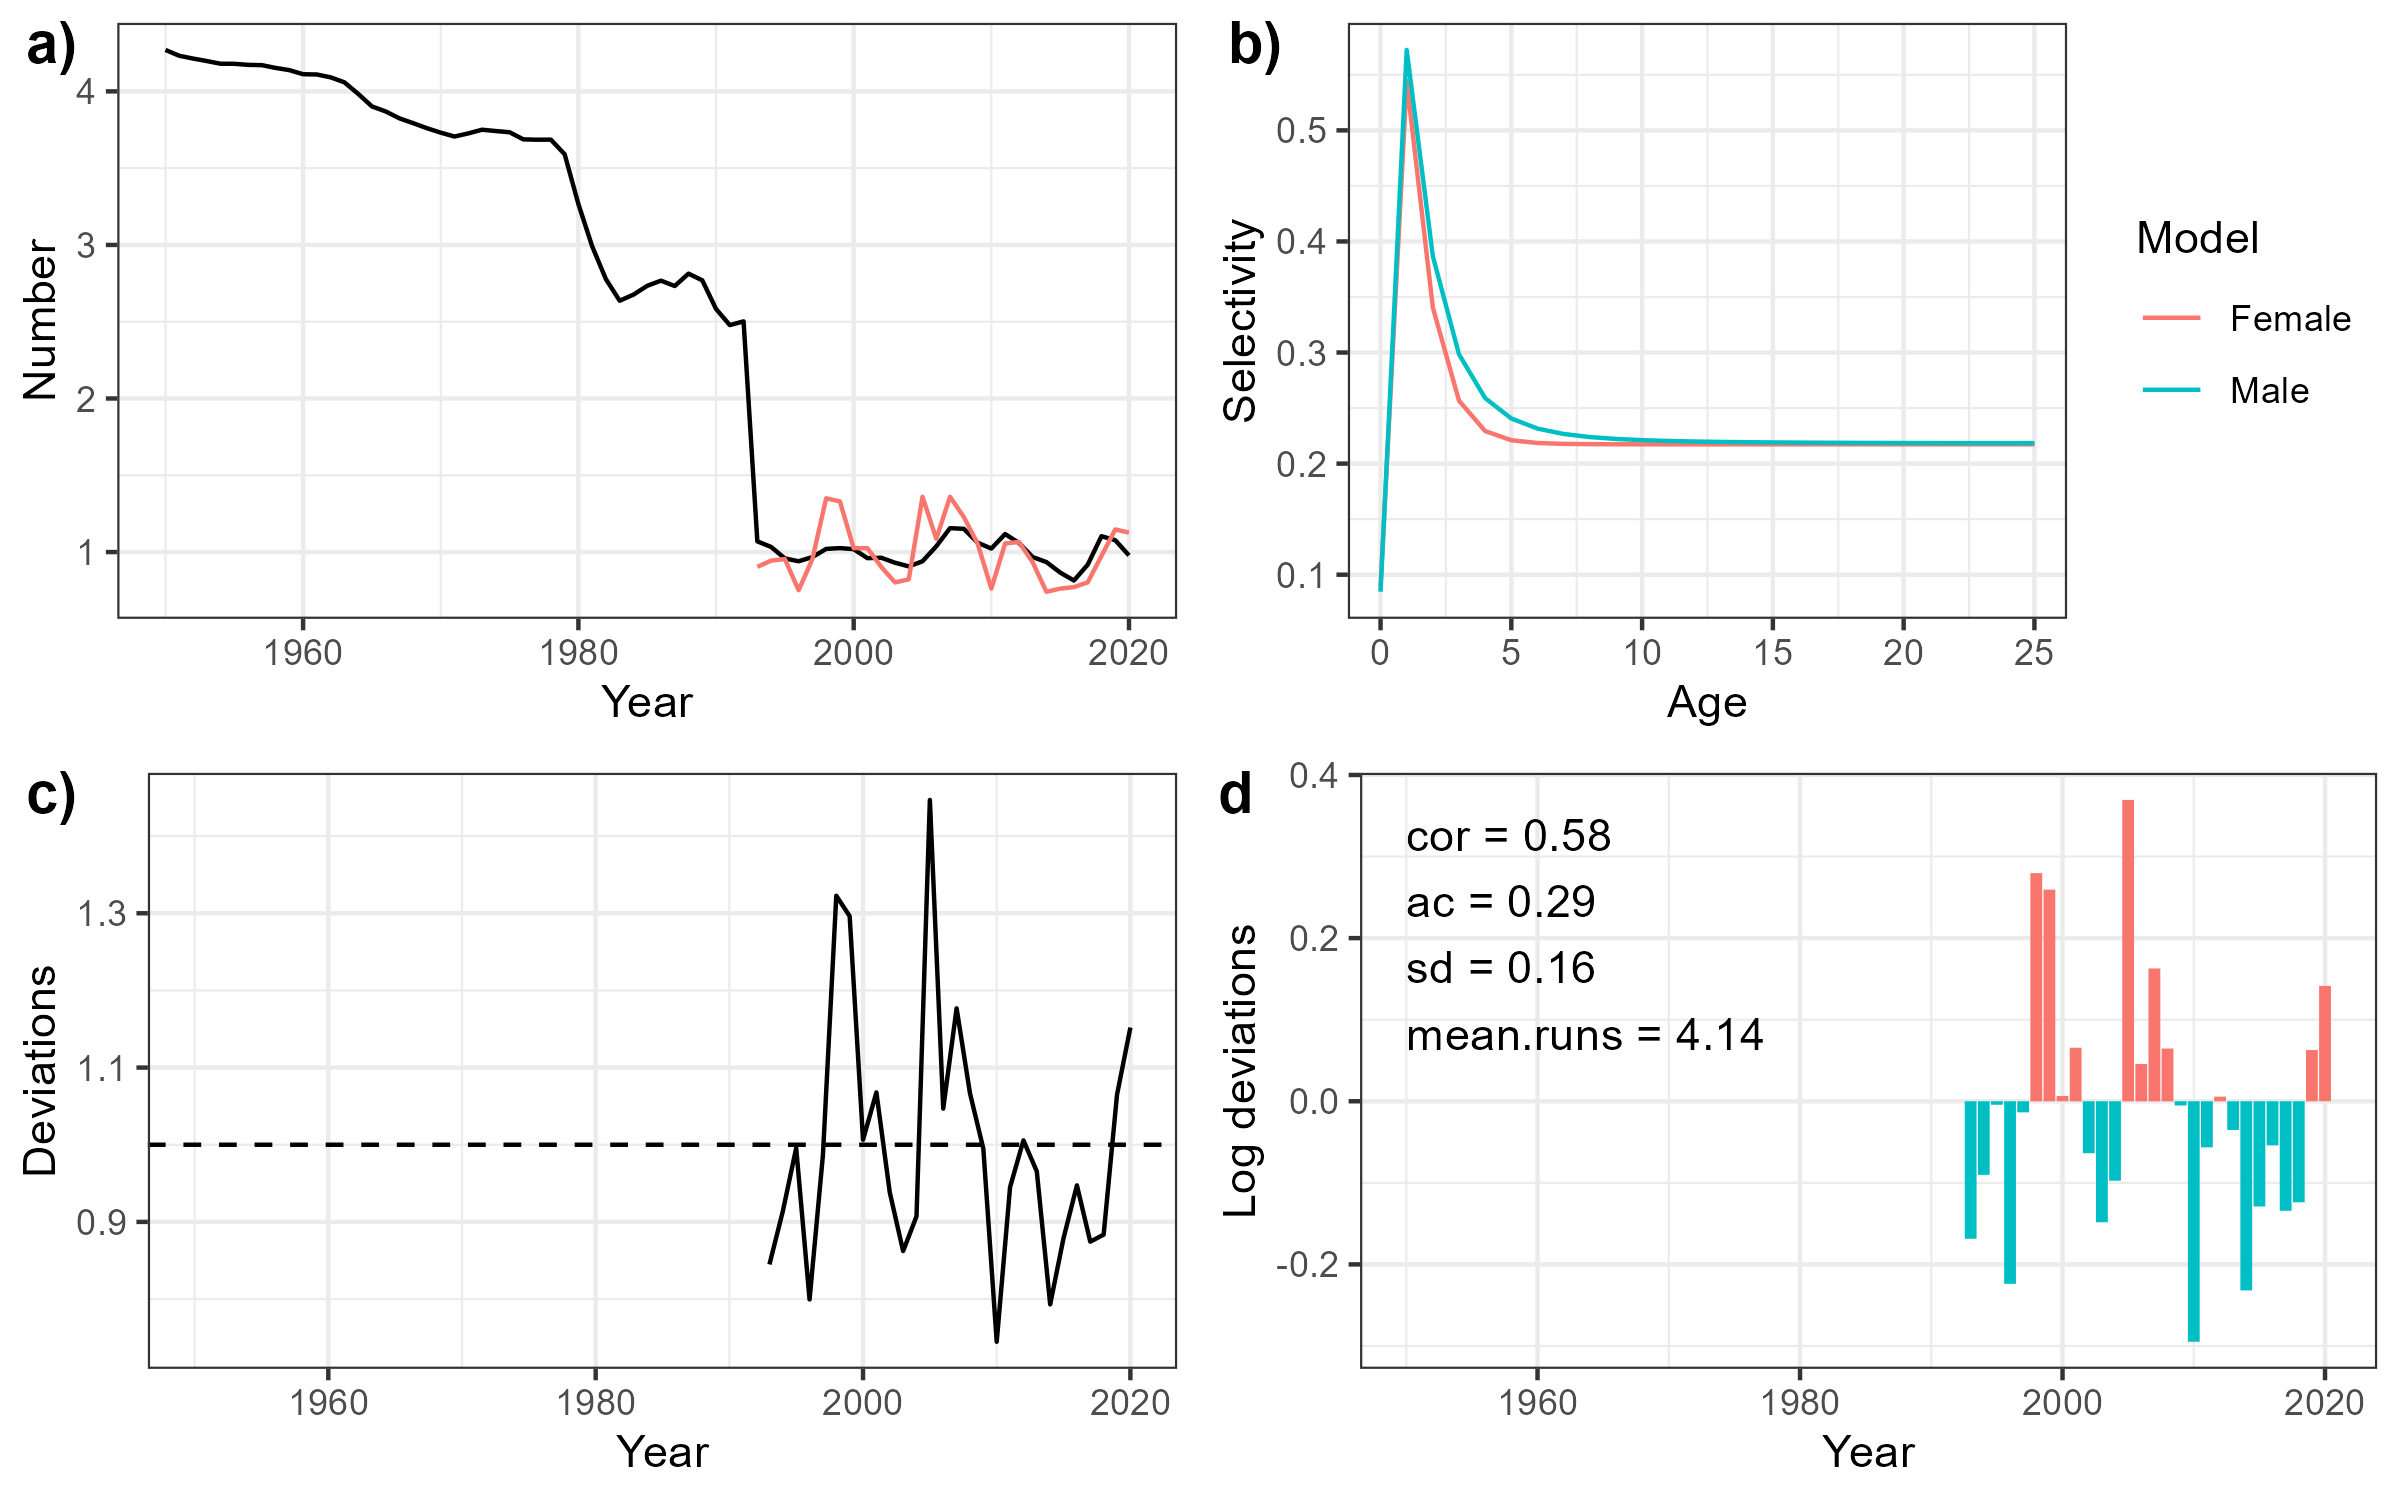 a)
4
3
2
1
Number
1960 1980 2000 2020
Year
b)
0.5
0.4
0.3
0.2
0.1
Selectivity
0 5 10 15 20 25
Age
Model
Female
Male
c)
1.3
1.1
0.9
Deviations
1960 1980 2000 2020
Year
d
0.4
0.2
0.0
-0.2
Log deviations
cor = 0.58
ac = 0.29
sd = 0.16
mean.runs = 4.14
1960 1980 2000 2020
Year